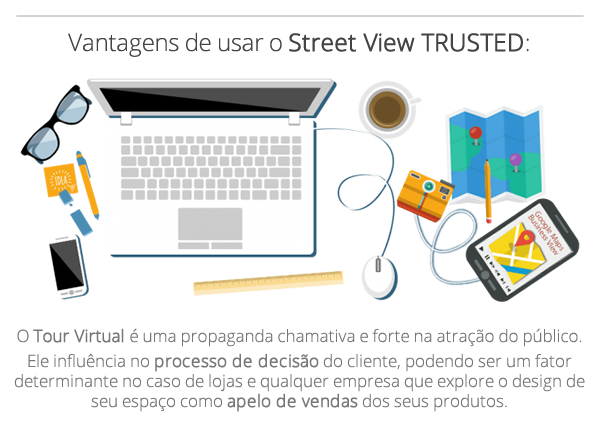 Vantagens de usar o Street View TRUSTED:
IDEA
Google Maps
Business View
O Tour Virtual é uma propaganda chamativa e forte na atração do público.
Ele influência no processo de decisão do cliente, podendo ser um fator
determinante no caso de lojas e qualquer empresa que explore o design de
seu espaço como apelo de vendas dos seus produtos.